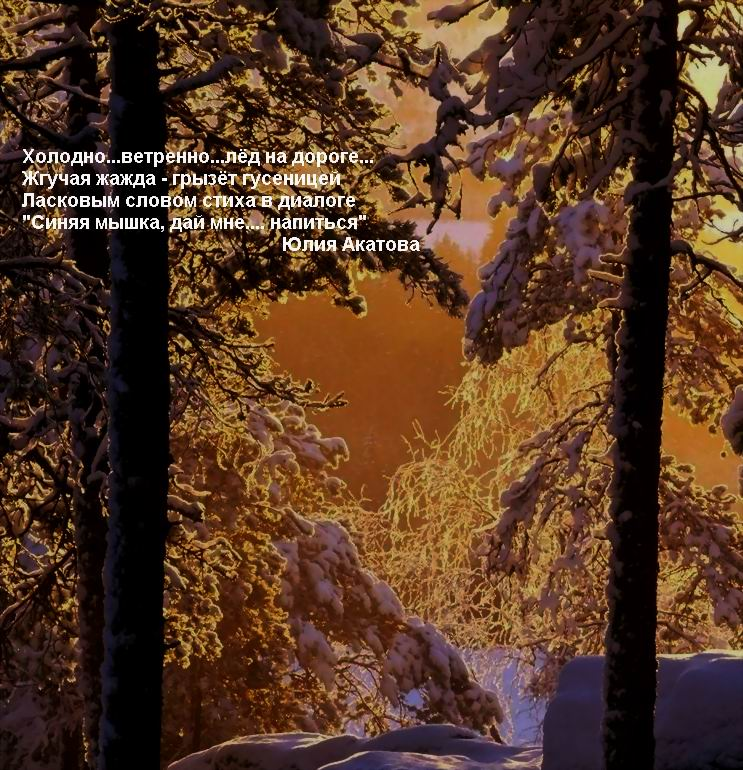 Холодно...ветренно...лёд на дороге...
Жгучая жажда - грызёт гусеницей
Ласковым словом стиха в диалоге
"Синяя мышка, дай мне.... напиться"
Юлия Акатова